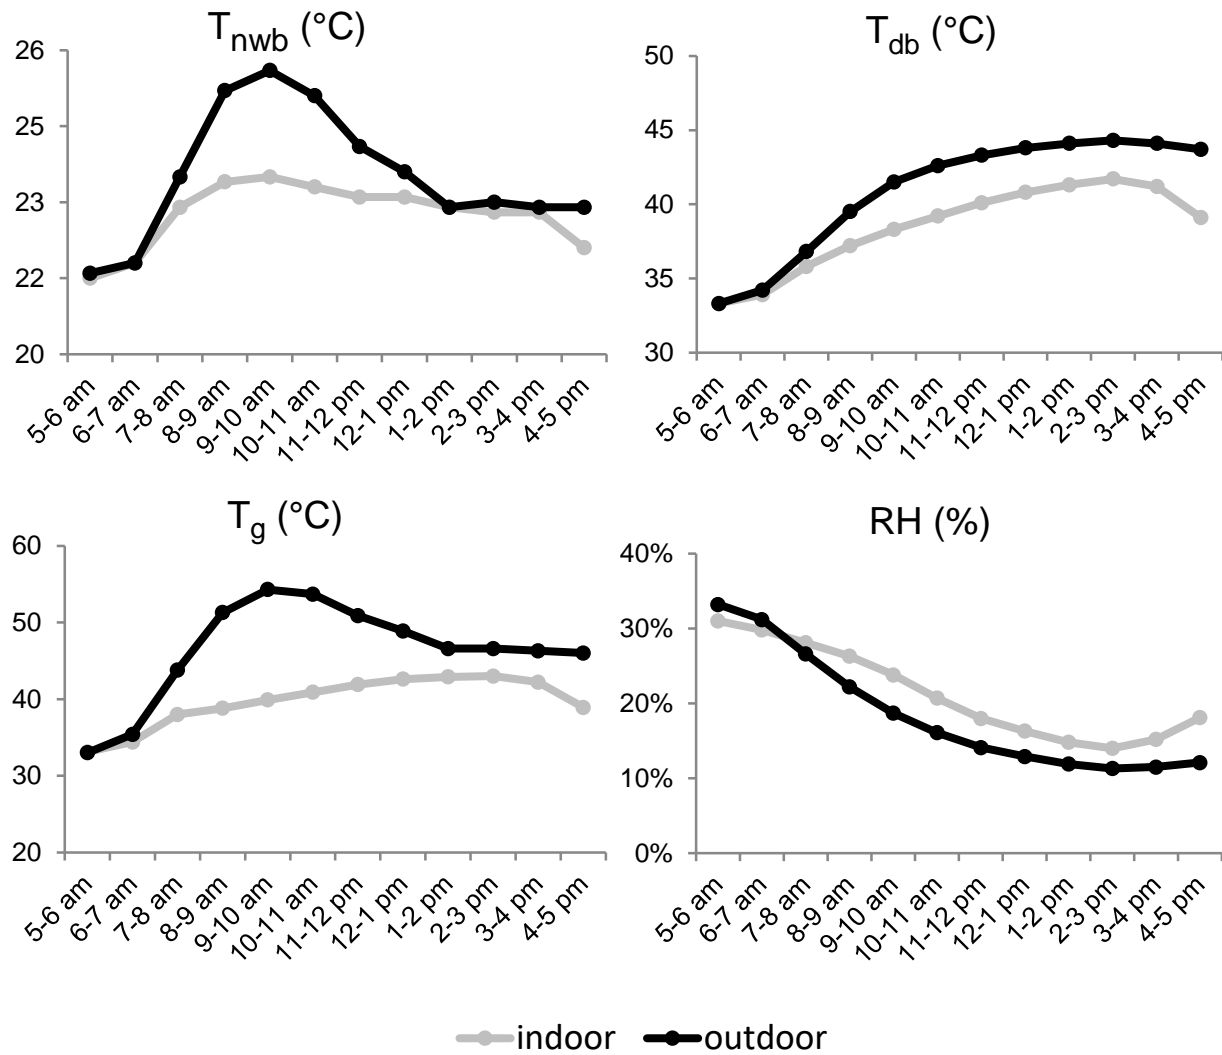 T_nwb (°C)
26
25
23
22
20
5-6 am
6-7 am
7-8 am
8-9 am
9-10 am
10-11 am
11-12 pm
12-1 pm
1-2 pm
2-3 pm
3-4 pm
4-5 pm
T_db (°C)
50
45
40
35
30
5-6 am
6-7 am
7-8 am
8-9 am
9-10 am
10-11 am
11-12 pm
12-1 pm
1-2 pm
2-3 pm
3-4 pm
4-5 pm
T_g (°C)
60
50
40
30
20
5-6 am
6-7 am
7-8 am
8-9 am
9-10 am
10-11 am
11-12 pm
12-1 pm
1-2 pm
2-3 pm
3-4 pm
4-5 pm
RH (%)
40%
30%
20%
10%
0%
5-6 am
6-7 am
7-8 am
8-9 am
9-10 am
10-11 am
11-12 pm
12-1 pm
1-2 pm
2-3 pm
3-4 pm
4-5 pm
indoor outdoor